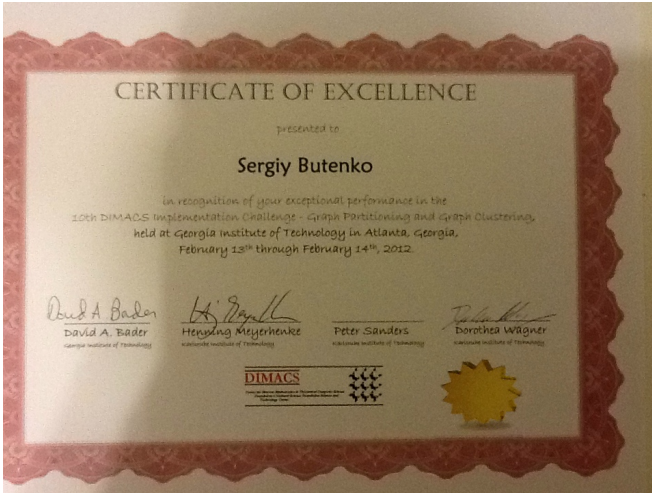 CERTIFICATE OF EXCELLENCE
presented to
Sergiy Butenko
in recognition of your exceptional performance in the
10th DIMACS Implementation Challenge - Graph Partitioning and Graph Clustering,
held at Georgia Institute of Technology in Atlanta, Georgia,
February 13th through February 14th, 2012.
David A. Bader
David A. Bader Henning Meyerhenke Peter Sanders Dorothea Wagner
Georgia Institute of Technology Karlsruhe Institute of Technology Karlsruhe Institute of Technology Karlsruhe Institute of Technology
DIMACS